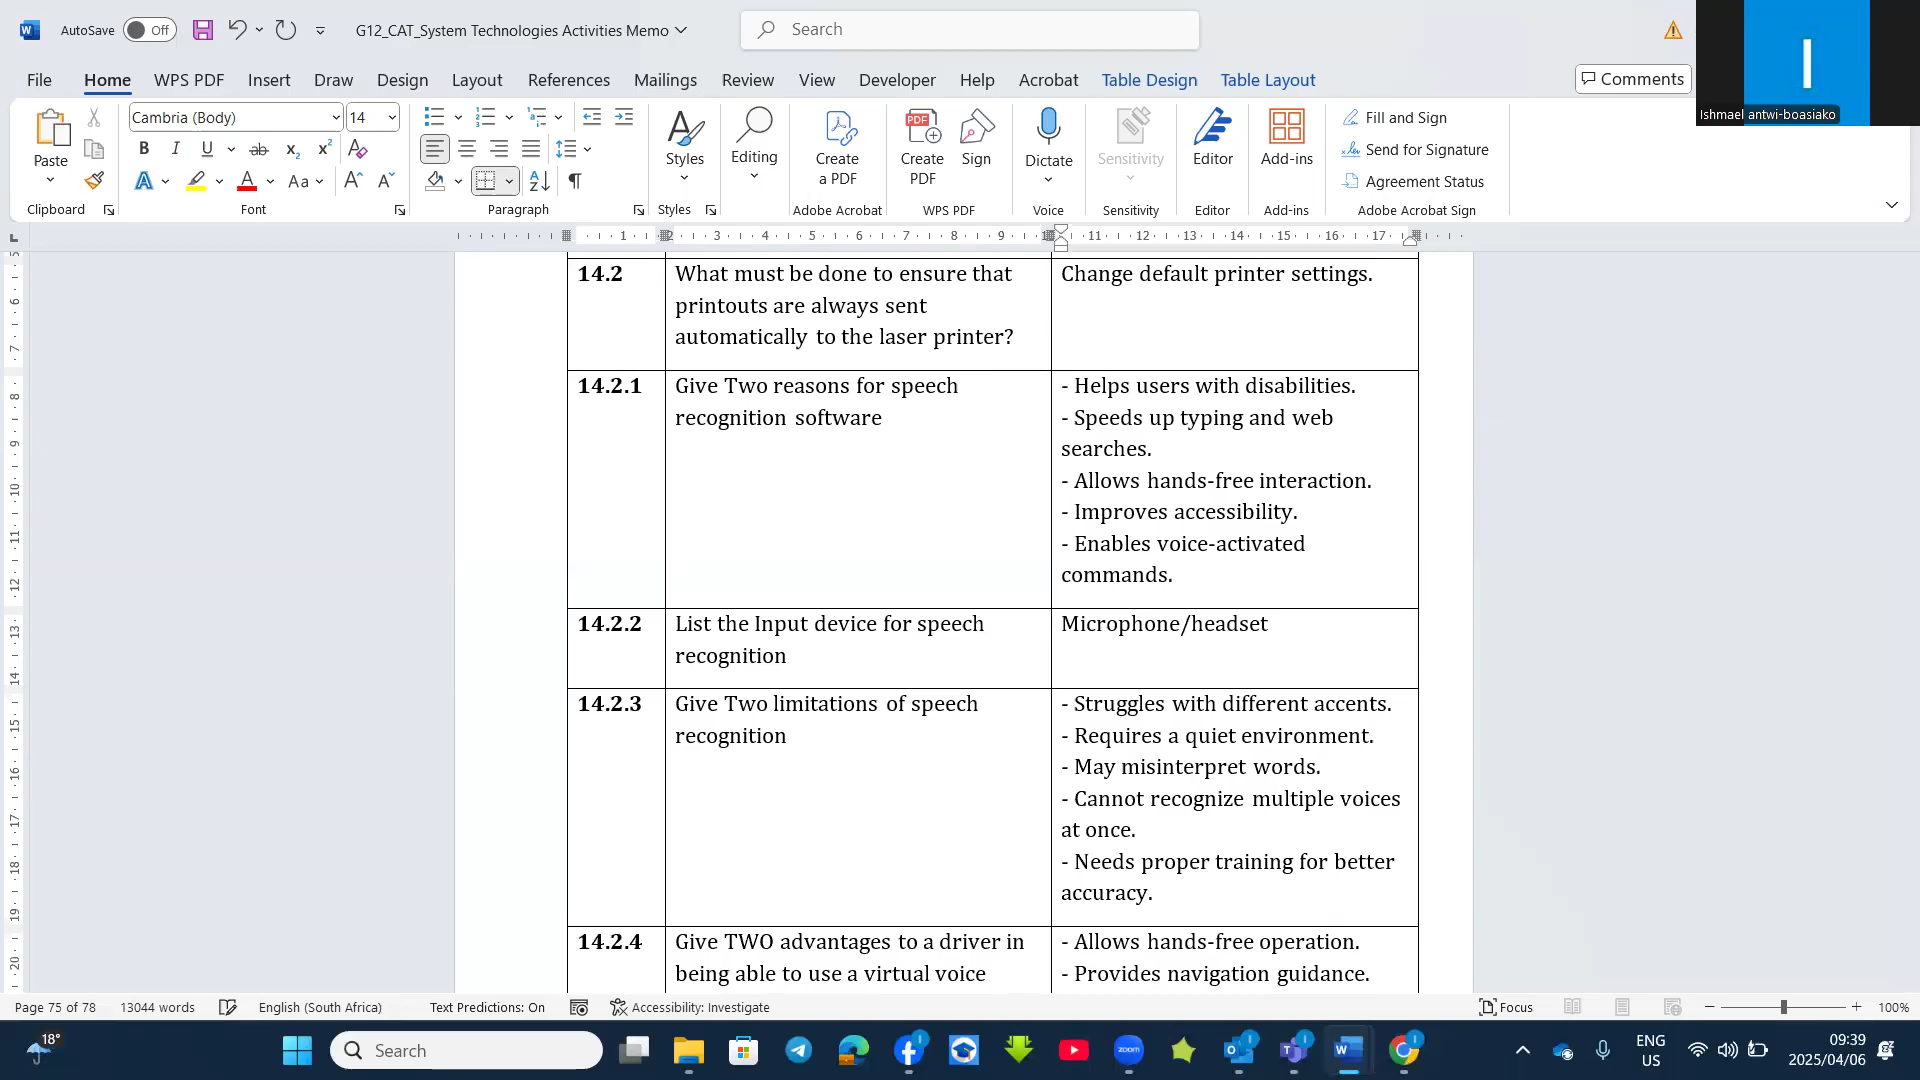 AutoSave Off G12_CAT_System Technologies Activities Memo Search
File Home WPS PDF Insert Draw Design Layout References Mailings Review View Developer Help Acrobat Table Design Table Layout Comments
I
Ishmael antwi-boasiako
Paste
Clipboard
Cambria (Body) 14
Font
Paragraph
Styles
Styles
Editing
Create
a PDF
Adobe Acrobat
Create
PDF
Sign
WPS PDF
Dictate
Voice
Sensitivity
Sensitivity
Editor
Editor
Add-ins
Add-ins
Fill and Sign
Send for Signature
Agreement Status
Adobe Acrobat Sign
14.2
What must be done to ensure that
printouts are always sent
automatically to the laser printer?
Change default printer settings.
14.2.1
Give Two reasons for speech
recognition software
- Helps users with disabilities.
- Speeds up typing and web
searches.
- Allows hands-free interaction.
- Improves accessibility.
- Enables voice-activated
commands.
14.2.2
List the Input device for speech
recognition
Microphone/headset
14.2.3
Give Two limitations of speech
recognition
- Struggles with different accents.
- Requires a quiet environment.
- May misinterpret words.
- Cannot recognize multiple voices
at once.
- Needs proper training for better
accuracy.
14.2.4
Give TWO advantages to a driver in
being able to use a virtual voice
- Allows hands-free operation.
- Provides navigation guidance.
Page 75 of 78 13044 words English (South Africa) Text Predictions: On Accessibility: Investigate Focus 100%
18°
Search
zoom
ENG
US
09:39
2025/04/06